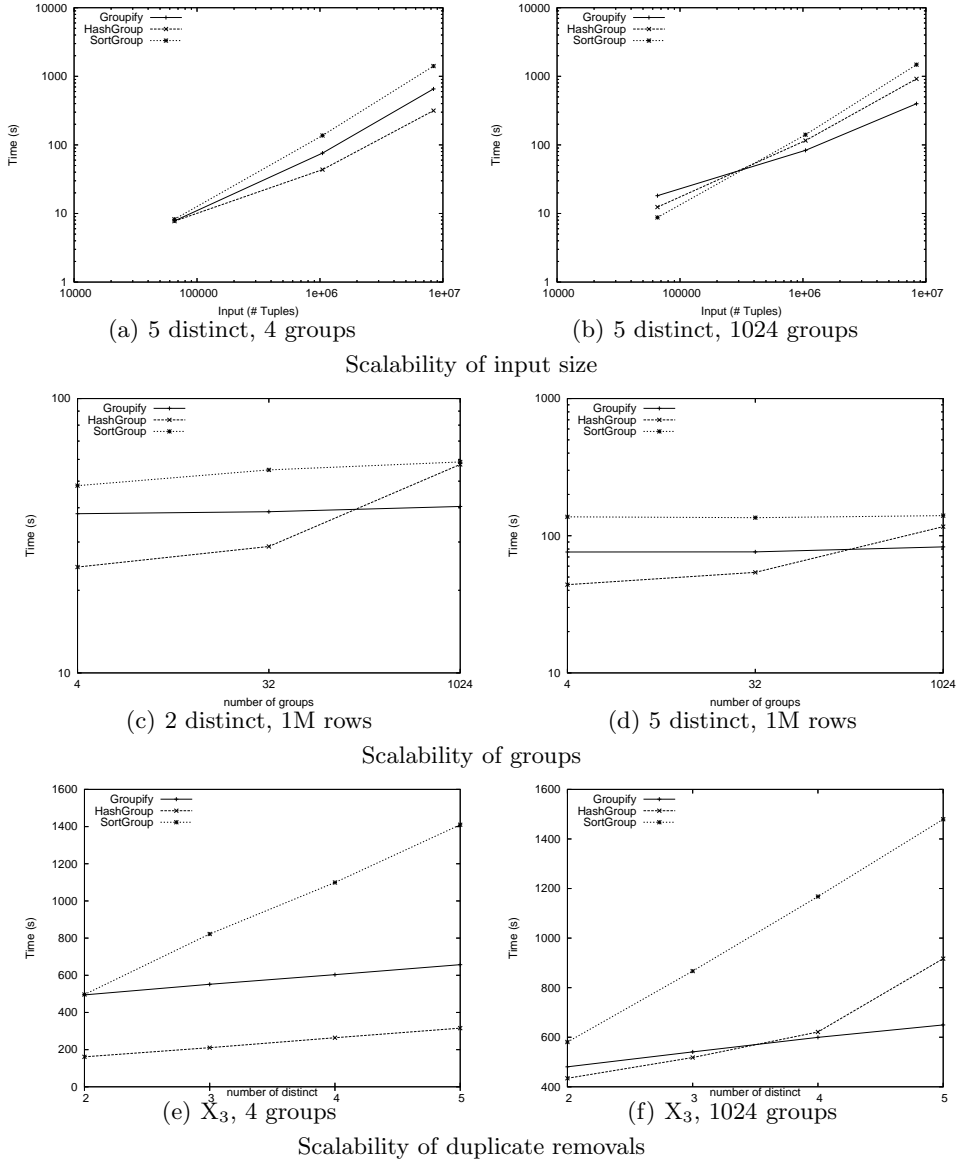 Groupify
HashGroup
SortGroup
10000
1000
100
10
1
10000
100000
1e+06
1e+07
Time (s)
Input (# Tuples)
(a) 5 distinct, 4 groups
Groupify
HashGroup
SortGroup
10000
1000
100
10
1
10000
100000
1e+06
1e+07
Time (s)
Input (# Tuples)
(b) 5 distinct, 1024 groups
Scalability of input size
Groupify
HashGroup
SortGroup
100
10
4
32
1024
Time (s)
number of groups
(c) 2 distinct, 1M rows
Groupify
HashGroup
SortGroup
1000
100
10
4
32
1024
Time (s)
number of groups
(d) 5 distinct, 1M rows
Scalability of groups
Groupify
HashGroup
SortGroup
1600
1400
1200
1000
800
600
400
200
0
2
3
4
5
Time (s)
number of distinct
(e) X₃, 4 groups
Groupify
HashGroup
SortGroup
1600
1400
1200
1000
800
600
400
2
3
4
5
Time (s)
number of distinct
(f) X₃, 1024 groups
Scalability of duplicate removals